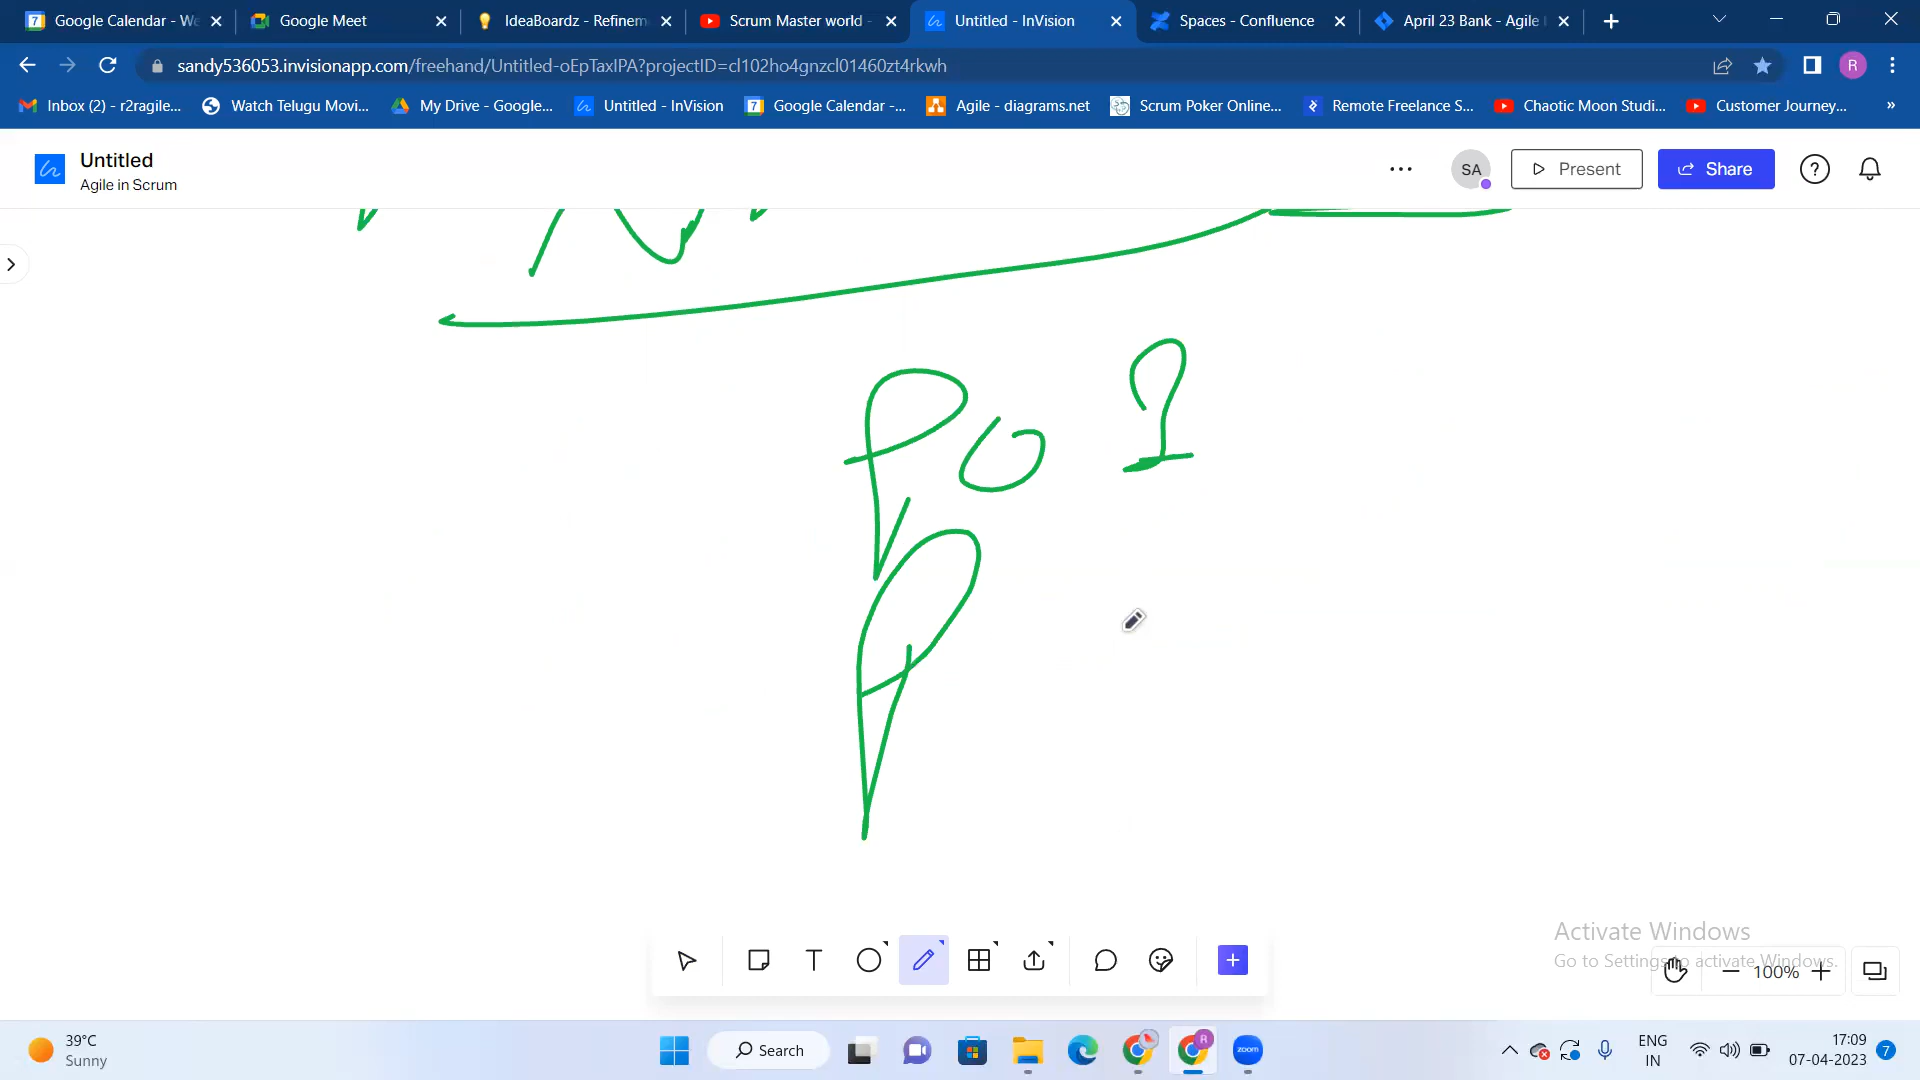 Google Calendar - We
Google Meet
IdeaBoardz - Refinem
Scrum Master world -
Untitled - InVision
Spaces - Confluence
April 23 Bank - Agile
sandy536053.invisionapp.com/freehand/Untitled-oEpTaxIPA?projectID=cl102ho4gnzcl01460zt4rkwh
R
Inbox (2) - r2ragile...
Watch Telugu Movi...
My Drive - Google...
Untitled - InVision
Google Calendar -...
Agile - diagrams.net
Scrum Poker Online...
Remote Freelance S...
Chaotic Moon Studi...
Customer Journey...
»
Untitled
Agile in Scrum
SA
Present
Share
Po ?
P
Activate Windows
Go to Settings to activate Windows.
100%
39°C
Sunny
Search
zoom
ENG
IN
17:09
07-04-2023
7